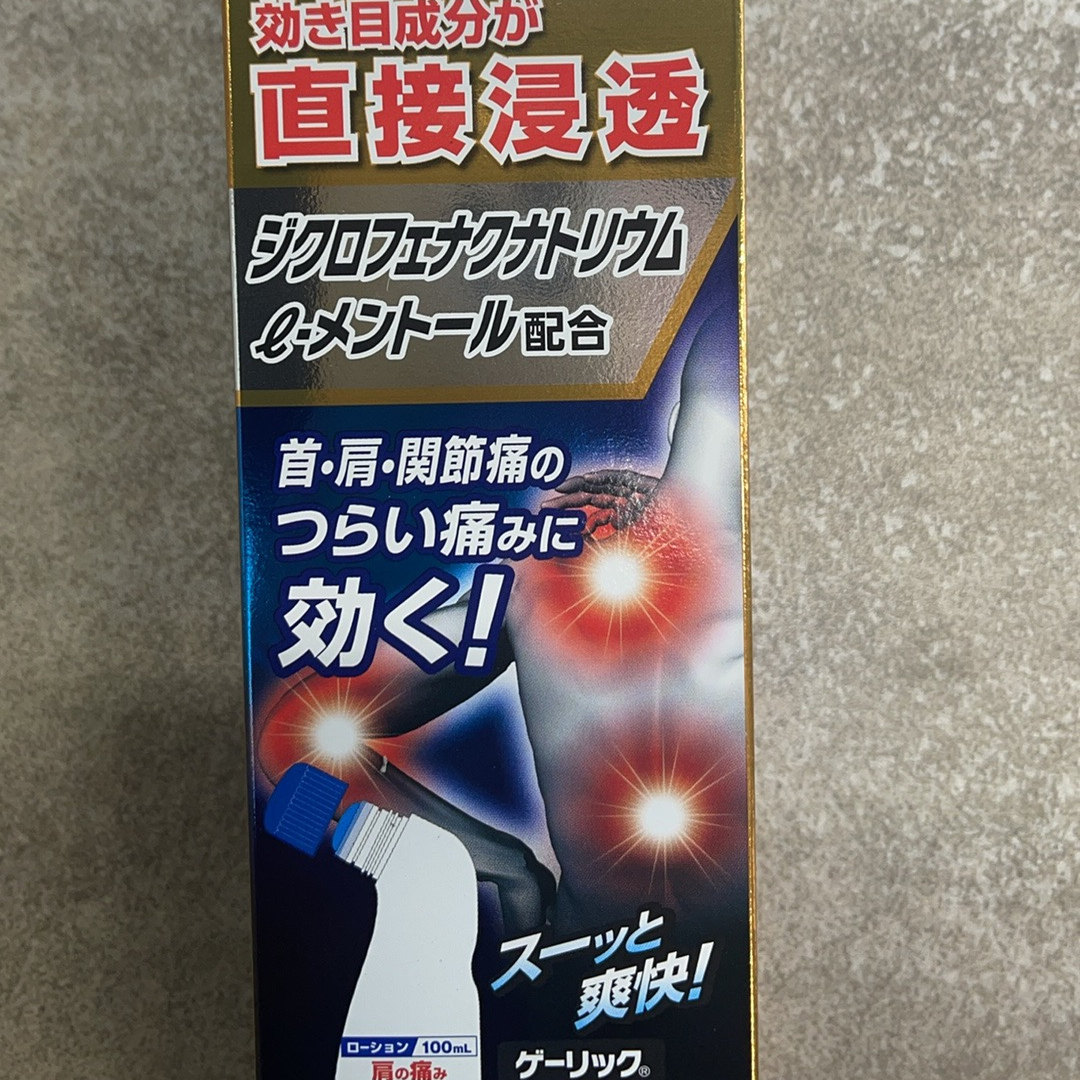 効き目成分が
直接浸透
ジクロフェナクナトリウム
ℓ-メントール配合
首・肩・関節痛の
つらい痛みに
効く!
スーッと
爽快!
ローション/100mL
肩の痛み
ゲーリック®